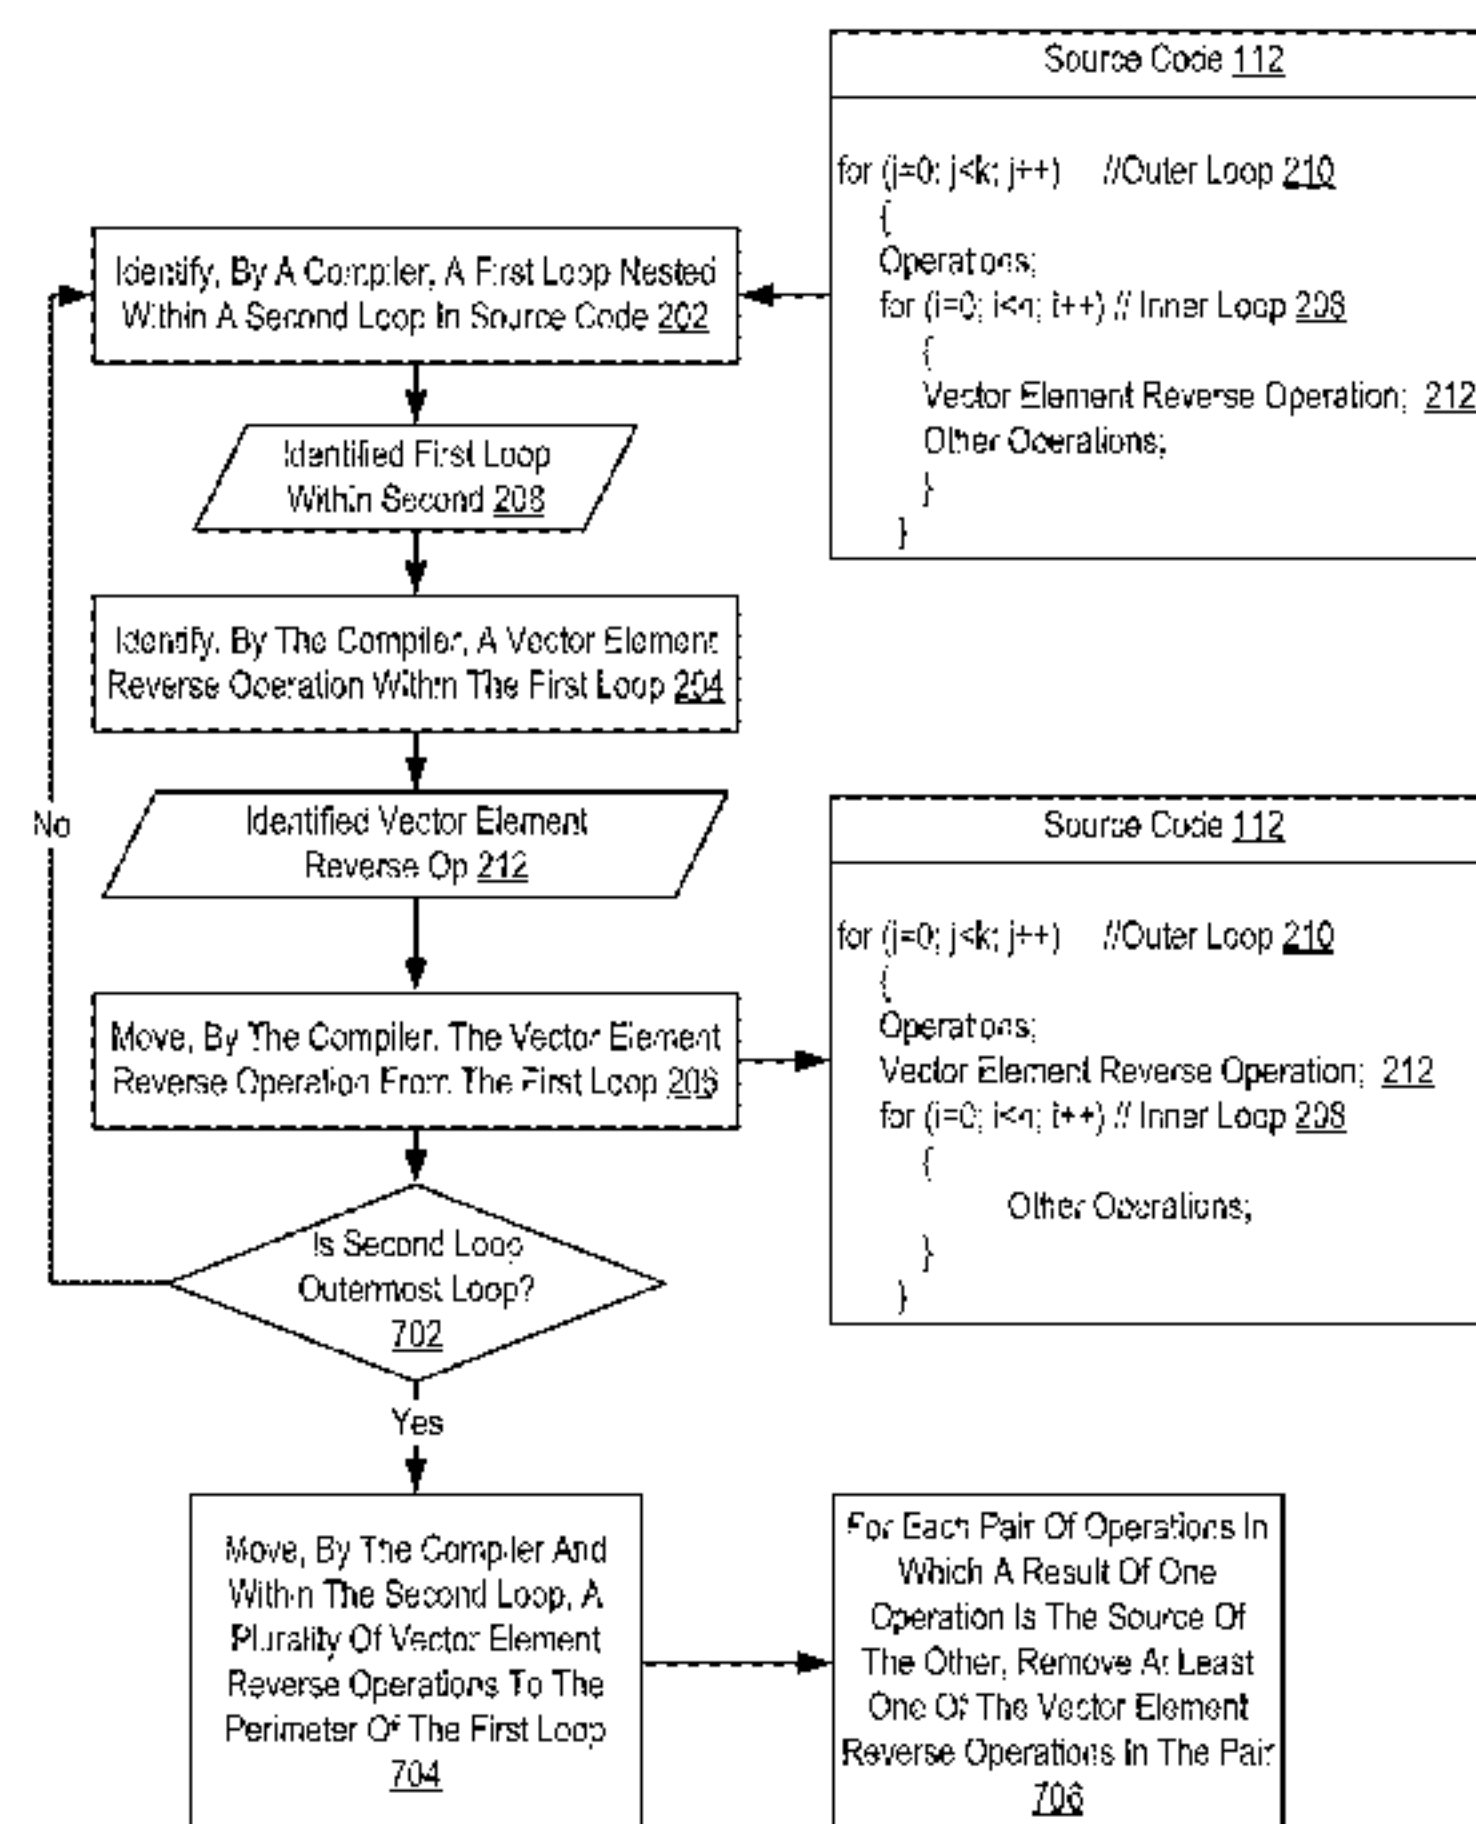 Source Code 112
for (j=0; j<k; j++) //Outer Loop 210
{
Operations;
for (i=0; i<n; i++) // Inner Loop 208
{
Vector Element Reverse Operation; 212
Other Operations;
}
}
Identify, By A Compiler, A First Loop Nested
Within A Second Loop In Source Code 202
Identified First Loop
Within Second 208
Identify, By The Compiler, A Vector Element
Reverse Operation Within The First Loop 204
Identified Vector Element
Reverse Op 212
No
Move, By The Compiler, The Vector Element
Reverse Operation From The First Loop 206
Source Code 112
for (j=0; j<k; j++) //Outer Loop 210
{
Operations;
Vector Element Reverse Operation; 212
for (i=0; i<n; i++) // Inner Loop 208
{
Other Operations;
}
}
Is Second Loop
Outermost Loop?
702
Yes
Move, By The Compiler And
Within The Second Loop, A
Plurality Of Vector Element
Reverse Operations To The
Perimeter Of The First Loop
704
For Each Pair Of Operations In
Which A Result Of One
Operation Is The Source Of
The Other, Remove At Least
One Of The Vector Element
Reverse Operations In The Pair
706